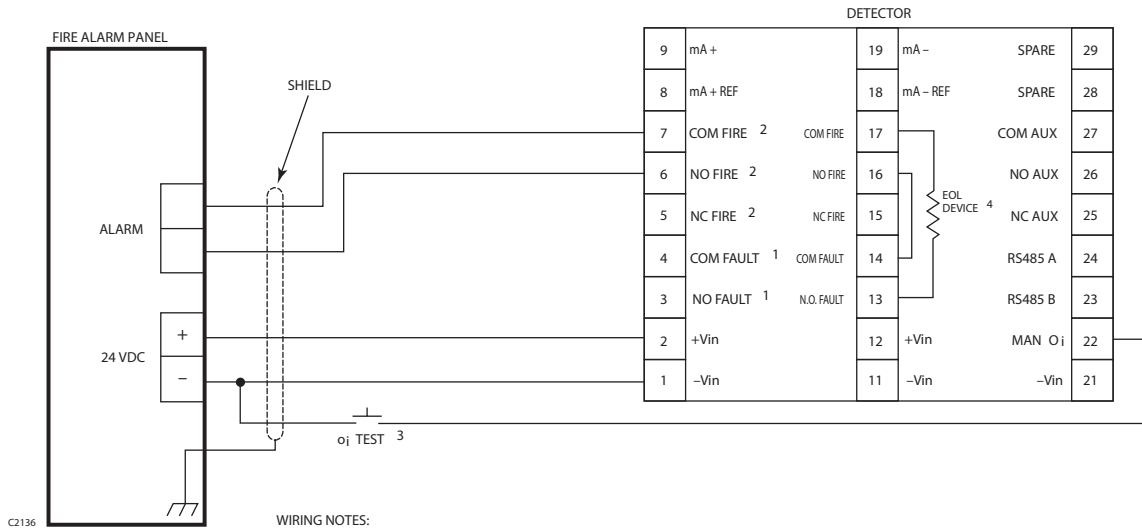 DETECTOR
FIRE ALARM PANEL
SHIELD
ALARM
24 VDC
+
–
9 mA + 19 mA – SPARE 29
8 mA + REF 18 mA – REF SPARE 28
7 COM FIRE 2 COM FIRE 17 COM AUX 27
6 NO FIRE 2 NO FIRE 16 NO AUX 26
5 NC FIRE 2 NC FIRE 15 NC AUX 25
4 COM FAULT 1 COM FAULT 14 RS485 A 24
3 NO FAULT 1 N.O. FAULT 13 RS485 B 23
2 +Vin 12 +Vin MAN Oi 22
1 –Vin 11 –Vin –Vin 21
EOL
DEVICE 4
oi TEST 3
C2136
WIRING NOTES: